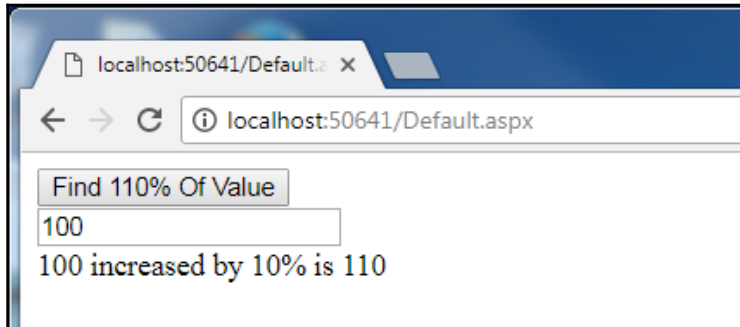 localhost:50641/Default.a
localhost:50641/Default.aspx
Find 110% Of Value
100
100 increased by 10% is 110